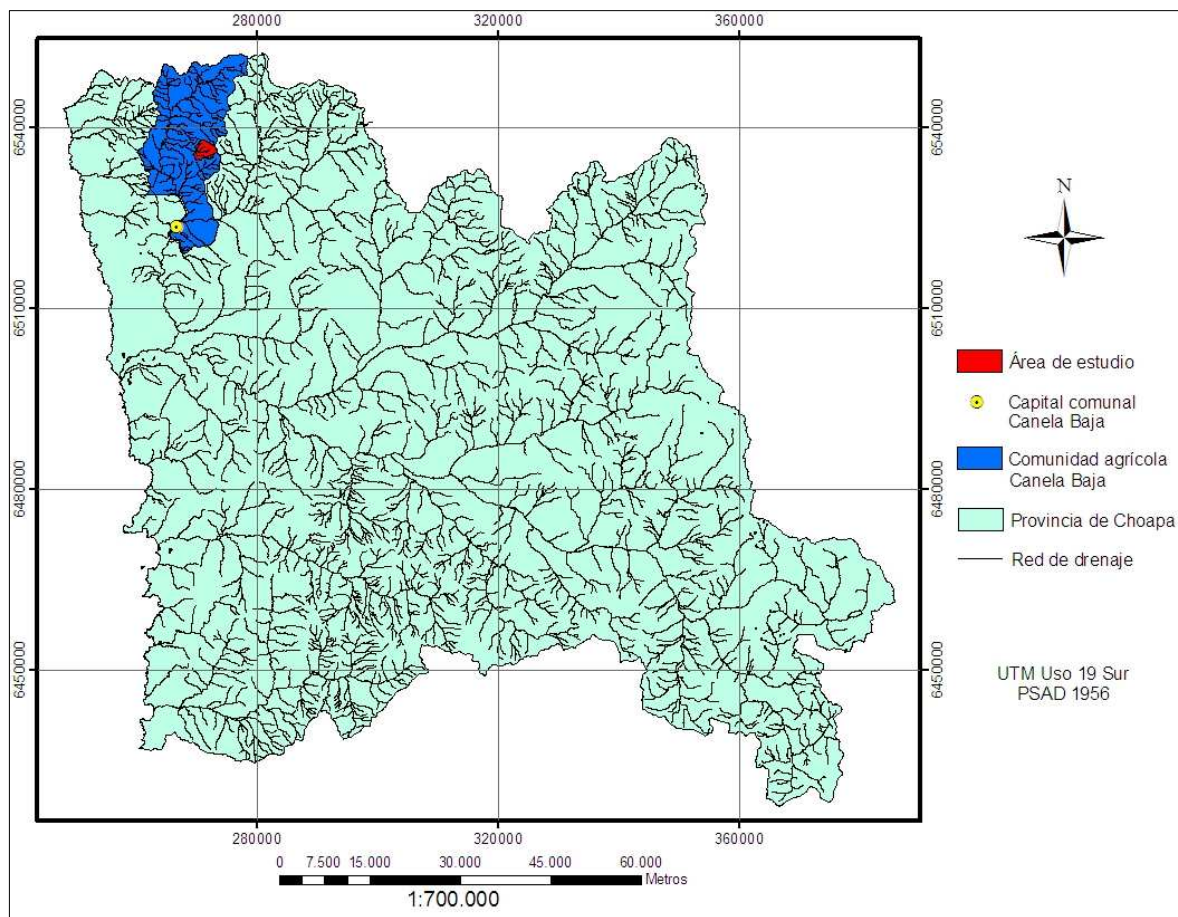 280000
320000
360000
6540000
6540000
6510000
6510000
6480000
6480000
6450000
6450000
280000
320000
360000
N
Área de estudio
Capital comunal
Canela Baja
Comunidad agrícola
Canela Baja
Provincia de Choapa
Red de drenaje
UTM Uso 19 Sur
PSAD 1956
0 7.500 15.000 30.000 45.000 60.000
Metros
1:700.000